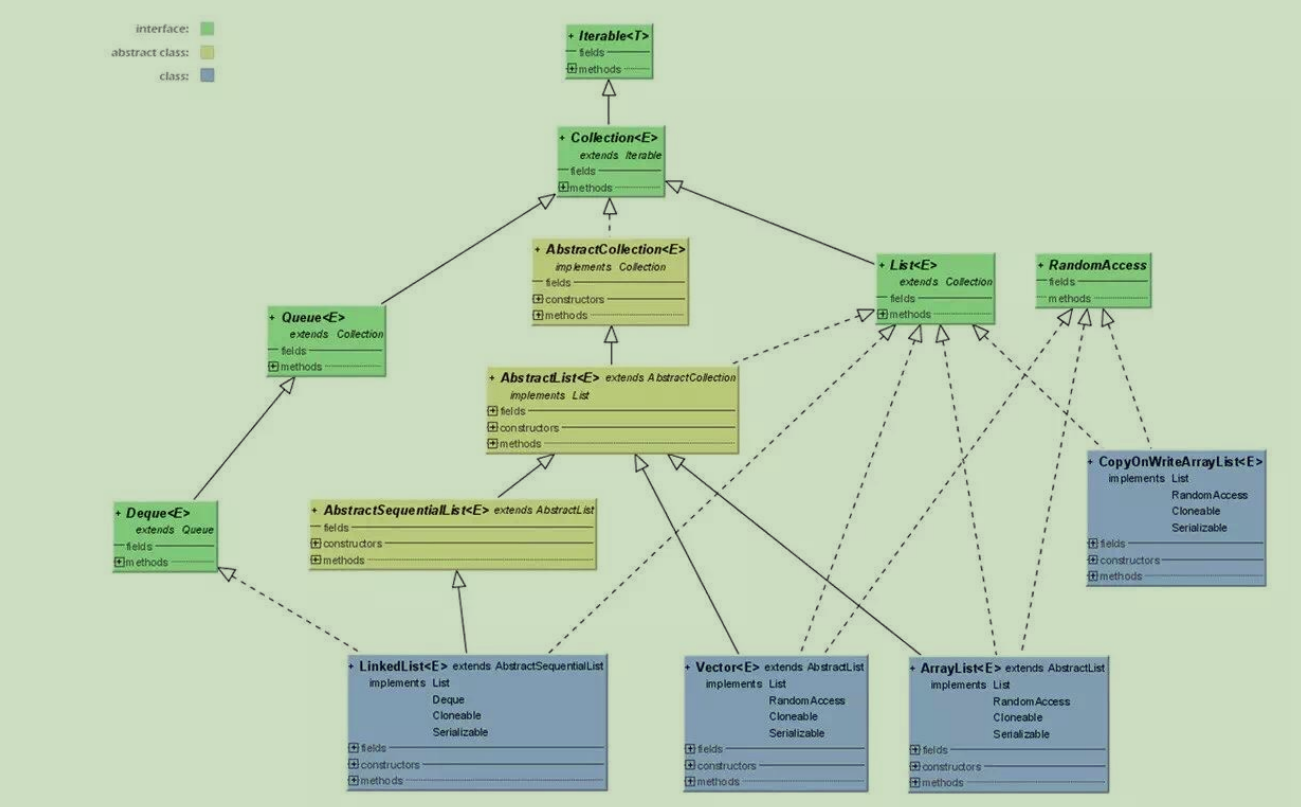 interface:
abstract class:
class:
+ Iterable<T>
fields
methods
+ Collection<E>
extends Iterable
fields
methods
+ AbstractCollection<E>
implements Collection
fields
constructors
methods
+ List<E>
extends Collection
fields
methods
+ RandomAccess
fields
methods
+ Queue<E>
extends Collection
fields
methods
+ AbstractList<E> extends AbstractCollection
implements List
fields
constructors
methods
+ CopyOnWriteArrayList<E>
implements List
RandomAccess
Cloneable
Serializable
fields
constructors
methods
+ Deque<E>
extends Queue
fields
methods
+ AbstractSequentialList<E> extends AbstractList
fields
constructors
methods
+ LinkedList<E> extends AbstractSequentialList
implements List
Deque
Cloneable
Serializable
fields
constructors
methods
+ Vector<E> extends AbstractList
implements List
RandomAccess
Cloneable
Serializable
fields
constructors
methods
+ ArrayList<E> extends AbstractList
implements List
RandomAccess
Cloneable
Serializable
fields
constructors
methods